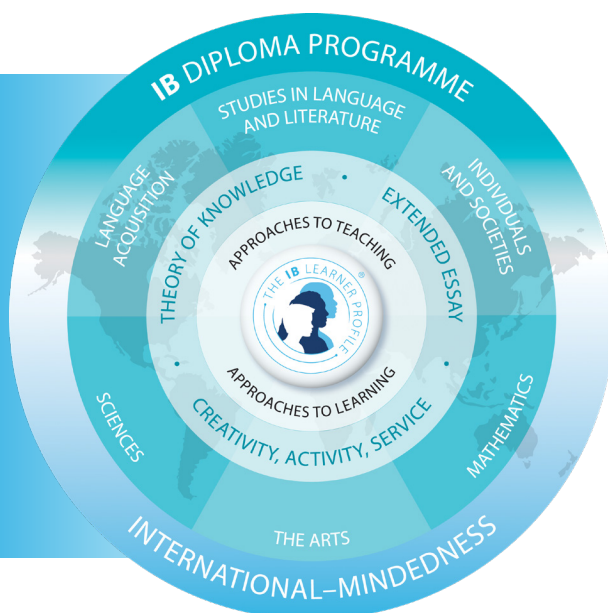 IB DIPLOMA PROGRAMME
STUDIES IN LANGUAGE
AND LITERATURE
LANGUAGE
ACQUISITION
INDIVIDUALS
AND SOCIETIES
THEORY OF KNOWLEDGE
•
EXTENDED ESSAY
APPROACHES TO TEACHING
THE IB LEARNER PROFILE
®
APPROACHES TO LEARNING
•
CREATIVITY, ACTIVITY, SERVICE
•
SCIENCES
MATHEMATICS
THE ARTS
INTERNATIONAL–MINDEDNESS